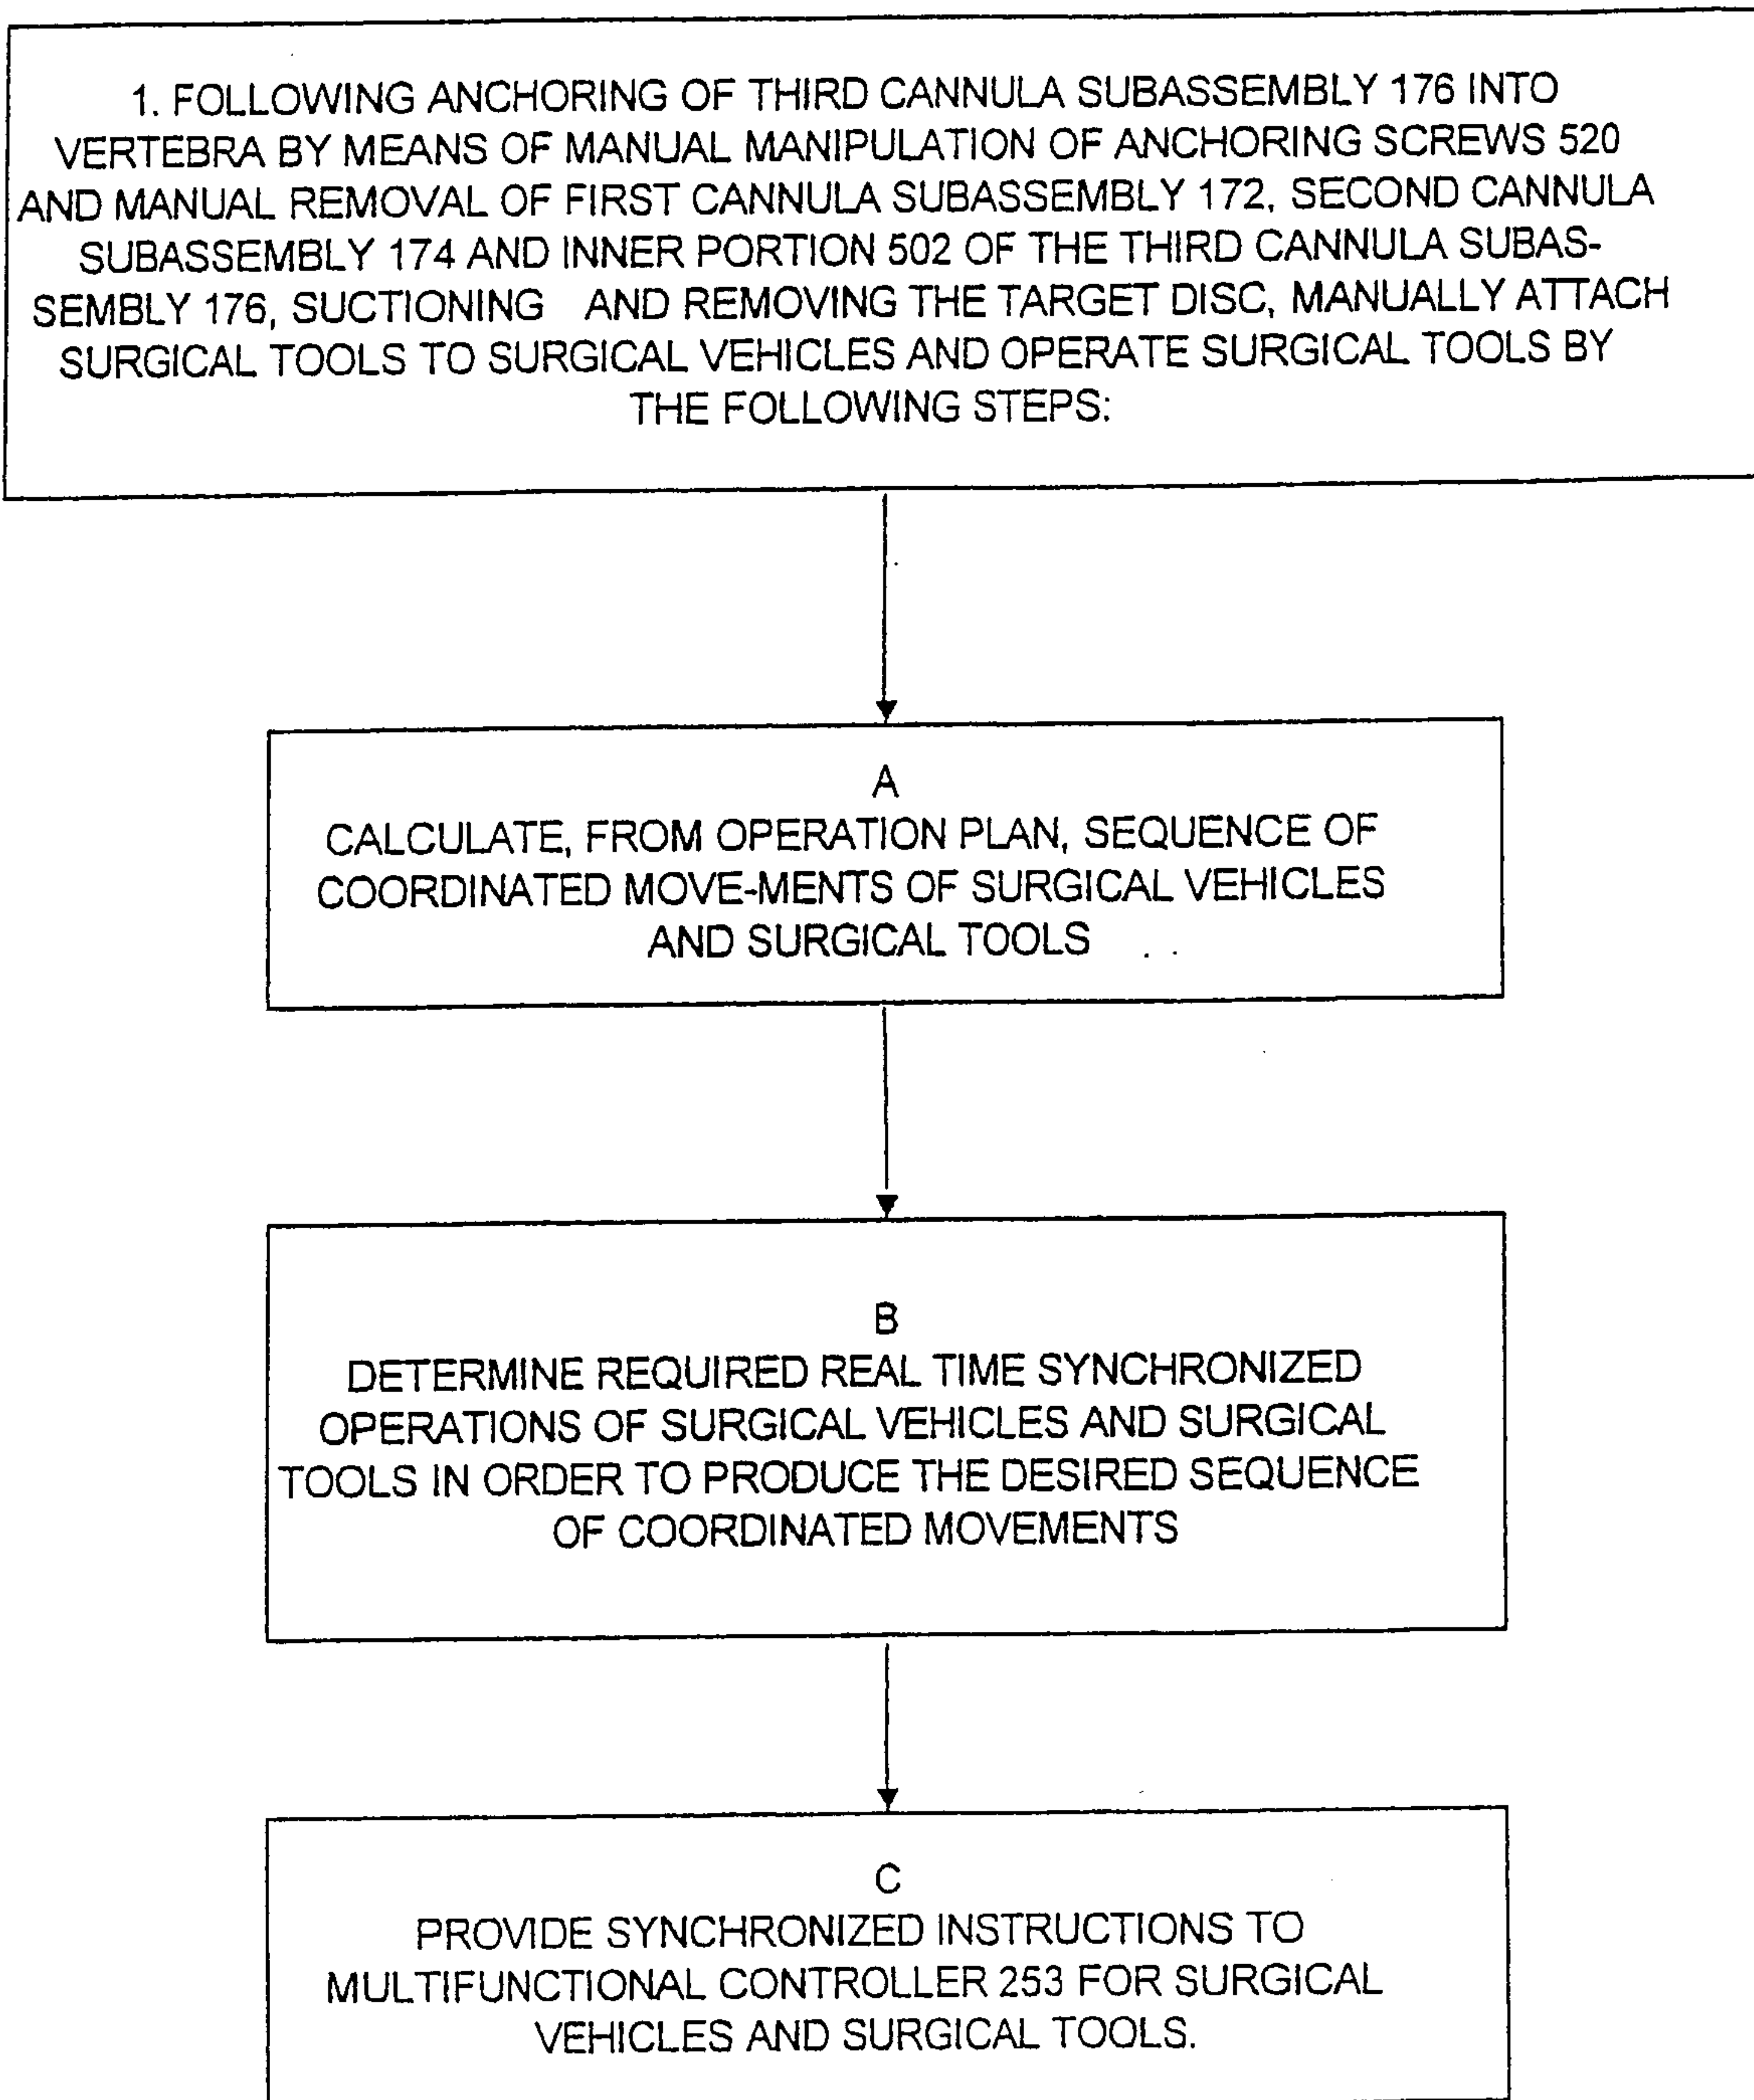 1. FOLLOWING ANCHORING OF THIRD CANNULA SUBASSEMBLY 176 INTO
VERTEBRA BY MEANS OF MANUAL MANIPULATION OF ANCHORING SCREWS 520
AND MANUAL REMOVAL OF FIRST CANNULA SUBASSEMBLY 172, SECOND CANNULA
SUBASSEMBLY 174 AND INNER PORTION 502 OF THE THIRD CANNULA SUBAS-
SEMBLY 176, SUCTIONING AND REMOVING THE TARGET DISC, MANUALLY ATTACH
SURGICAL TOOLS TO SURGICAL VEHICLES AND OPERATE SURGICAL TOOLS BY
THE FOLLOWING STEPS:
A
CALCULATE, FROM OPERATION PLAN, SEQUENCE OF
COORDINATED MOVE-MENTS OF SURGICAL VEHICLES
AND SURGICAL TOOLS
B
DETERMINE REQUIRED REAL TIME SYNCHRONIZED
OPERATIONS OF SURGICAL VEHICLES AND SURGICAL
TOOLS IN ORDER TO PRODUCE THE DESIRED SEQUENCE
OF COORDINATED MOVEMENTS
C
PROVIDE SYNCHRONIZED INSTRUCTIONS TO
MULTIFUNCTIONAL CONTROLLER 253 FOR SURGICAL
VEHICLES AND SURGICAL TOOLS.